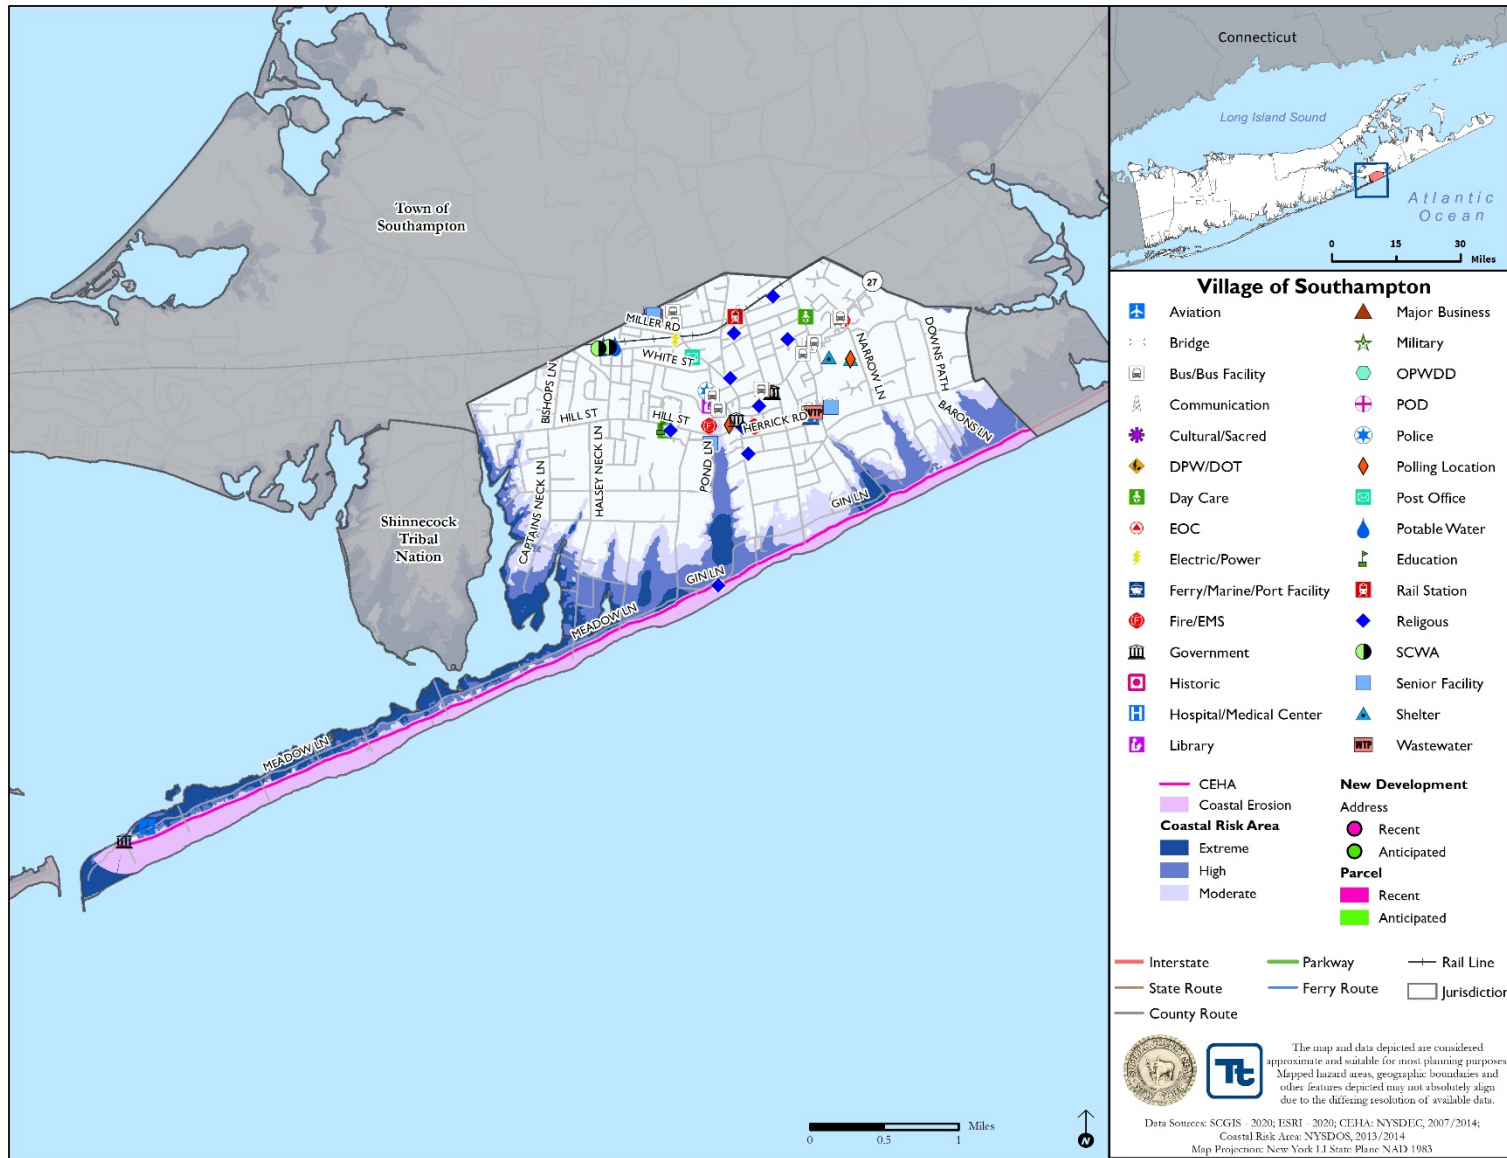 Town of
Southampton
Shinnecock
Tribal
Nation
27
MILLER RD
WHITE ST
BISHOPS LN
HILL ST
HILL ST
HERRICK RD
NARROW LN
DOWNS PATH
BARONS LN
CAPTAINS NECK LN
HALSEY NECK LN
POND LN
GIN LN
GIN LN
MEADOW LN
MEADOW LN
WTP
0 0.5 1 Miles
N
Connecticut
Long Island Sound
Atlantic
Ocean
0 15 30
Miles
Village of Southampton
Aviation
Bridge
Bus/Bus Facility
Communication
Cultural/Sacred
DPW/DOT
Day Care
EOC
Electric/Power
Ferry/Marine/Port Facility
Fire/EMS
Government
Historic
Hospital/Medical Center
Library
Major Business
Military
OPWDD
POD
Police
Polling Location
Post Office
Potable Water
Education
Rail Station
Religous
SCWA
Senior Facility
Shelter
WTP Wastewater
CEHA
Coastal Erosion
Coastal Risk Area
Extreme
High
Moderate
New Development
Address
Recent
Anticipated
Parcel
Recent
Anticipated
Interstate
State Route
County Route
Parkway
Ferry Route
Rail Line
Jurisdiction
Tt
The map and data depicted are considered
approximate and suitable for most planning purposes.
Mapped hazard areas, geographic boundaries and
other features depicted may not absolutely align
due to the differing resolution of available data.
Data Sources: SCGIS - 2020; ESRI - 2020; CEHA: NYSDEC, 2007/2014;
Coastal Risk Area: NYSDOS, 2013/2014
Map Projection: New York LI State Plane NAD 1983